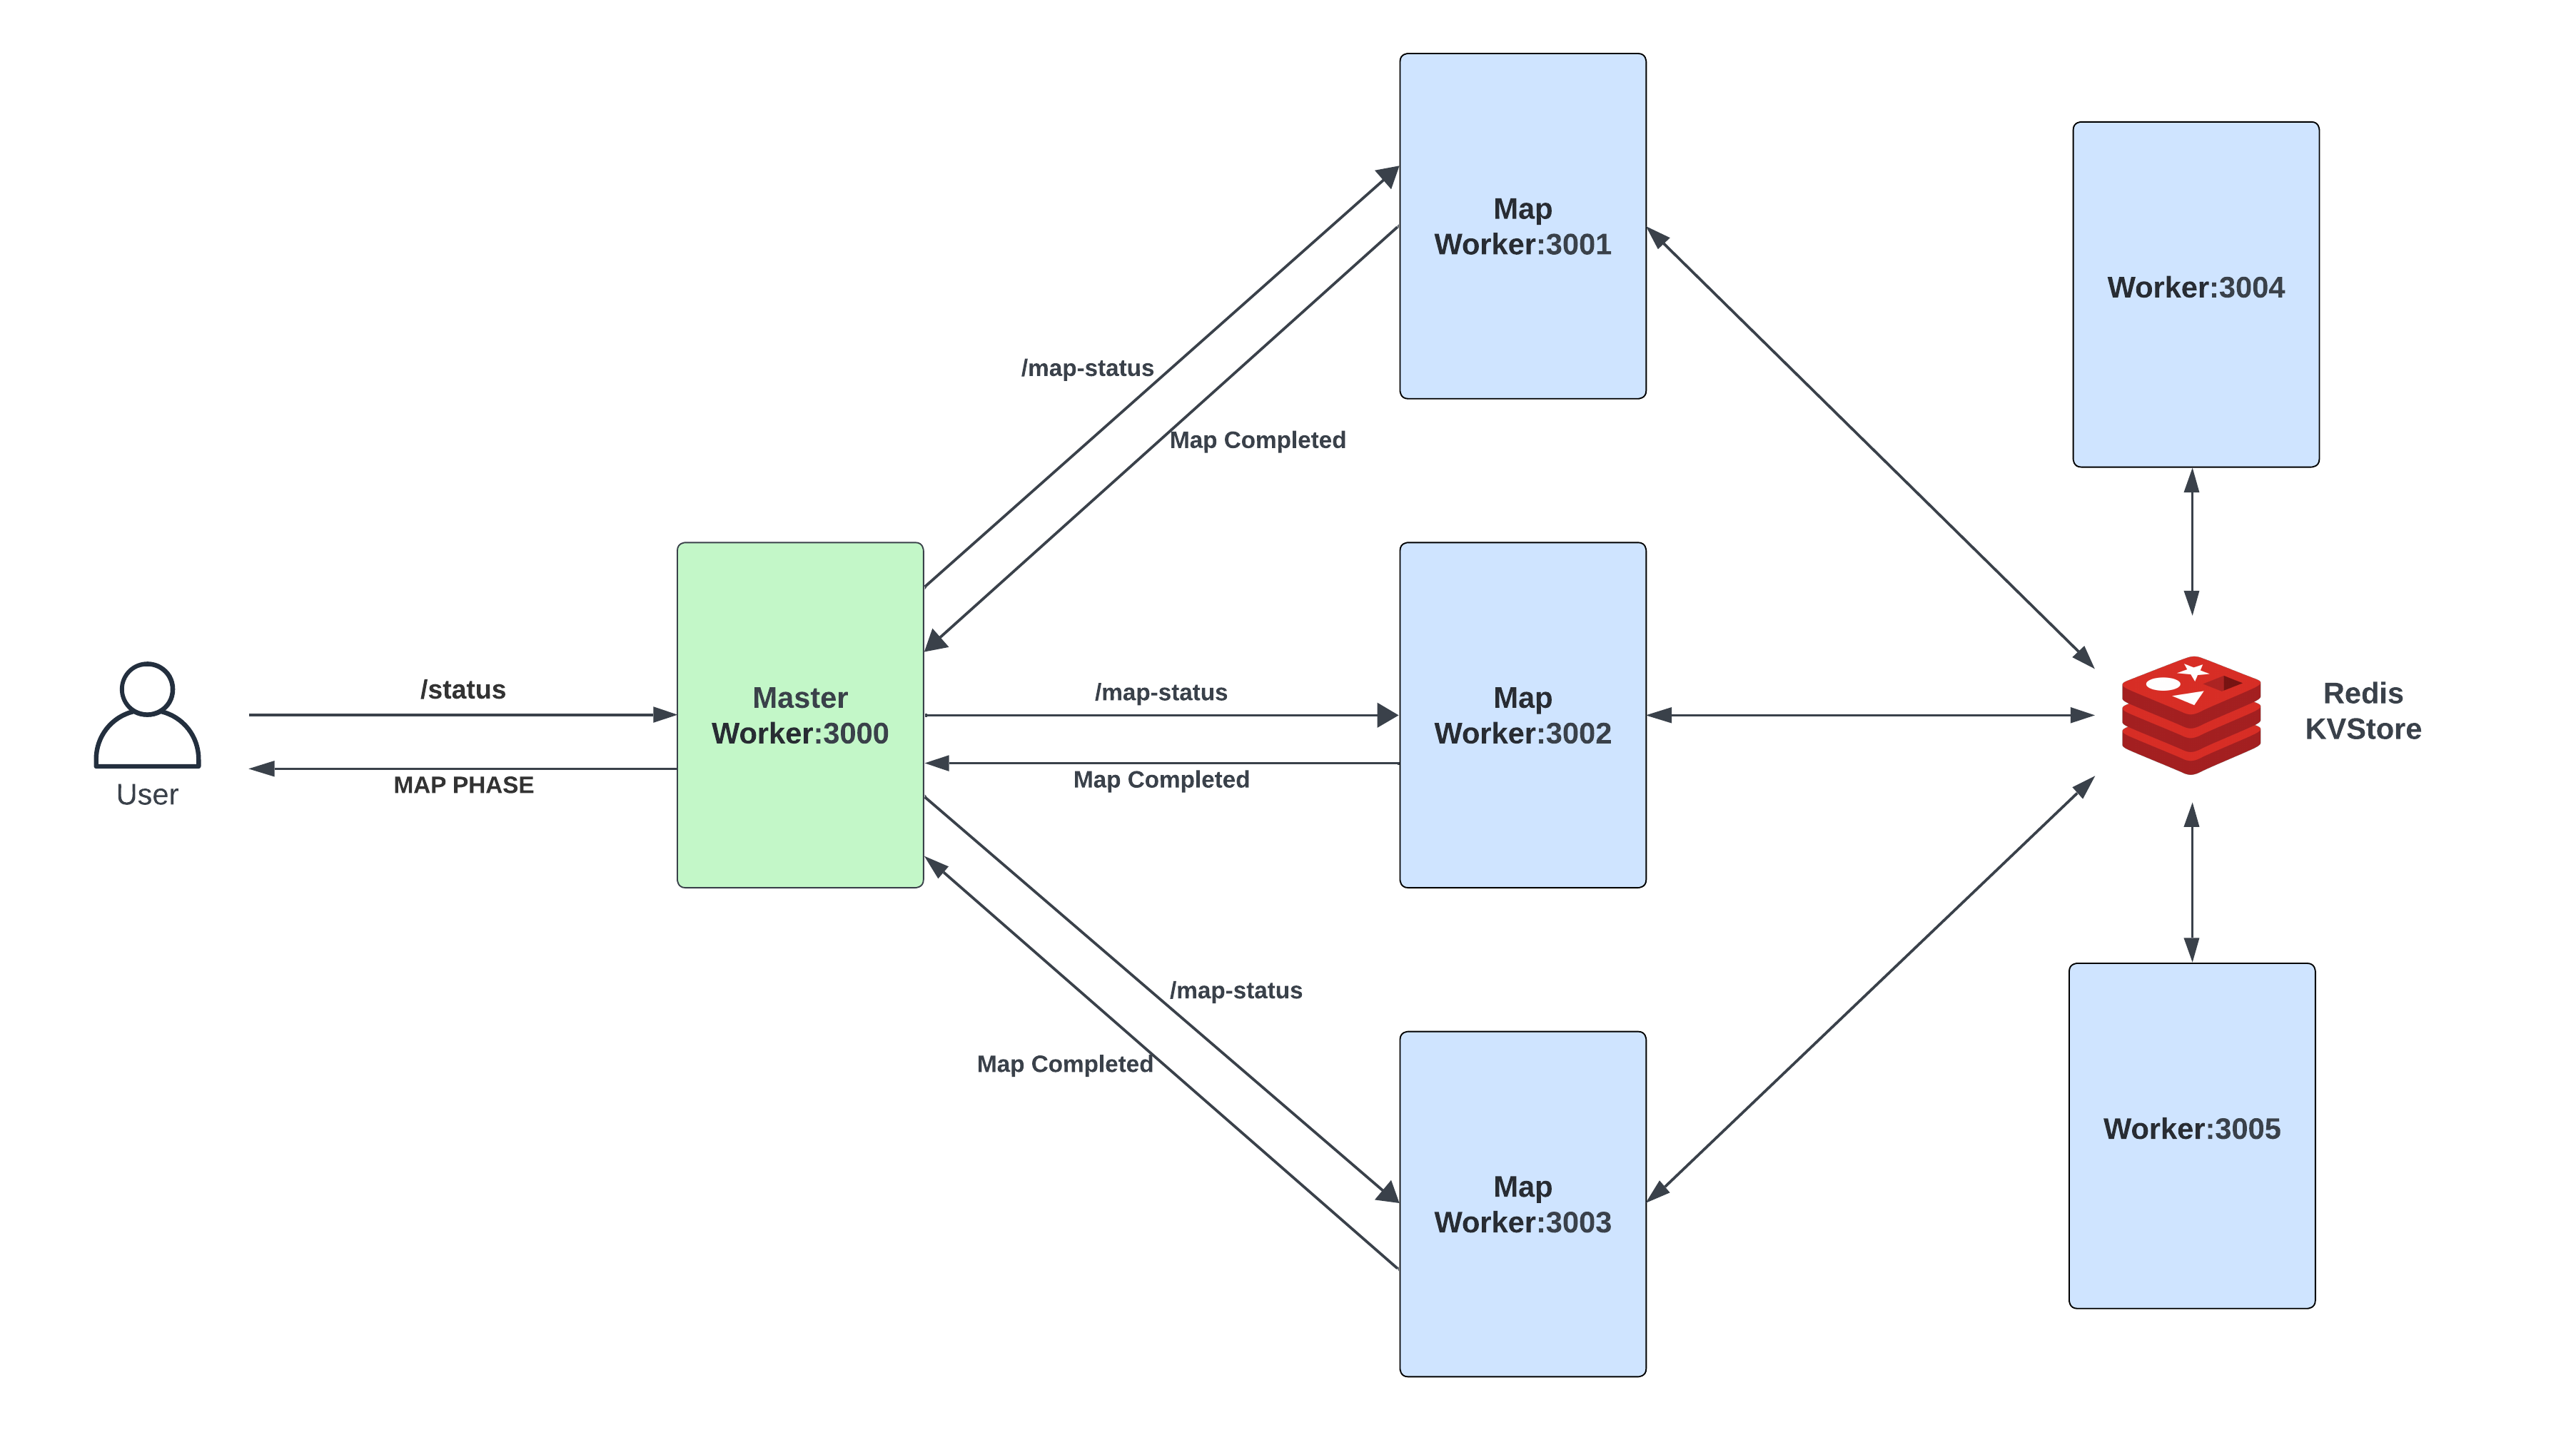 Map
Worker:3001
Worker:3004
/map-status
Map Completed
/status
Master
Worker:3000
MAP PHASE
User
/map-status
Map Completed
Map
Worker:3002
Redis
KVStore
/map-status
Map Completed
Map
Worker:3003
Worker:3005